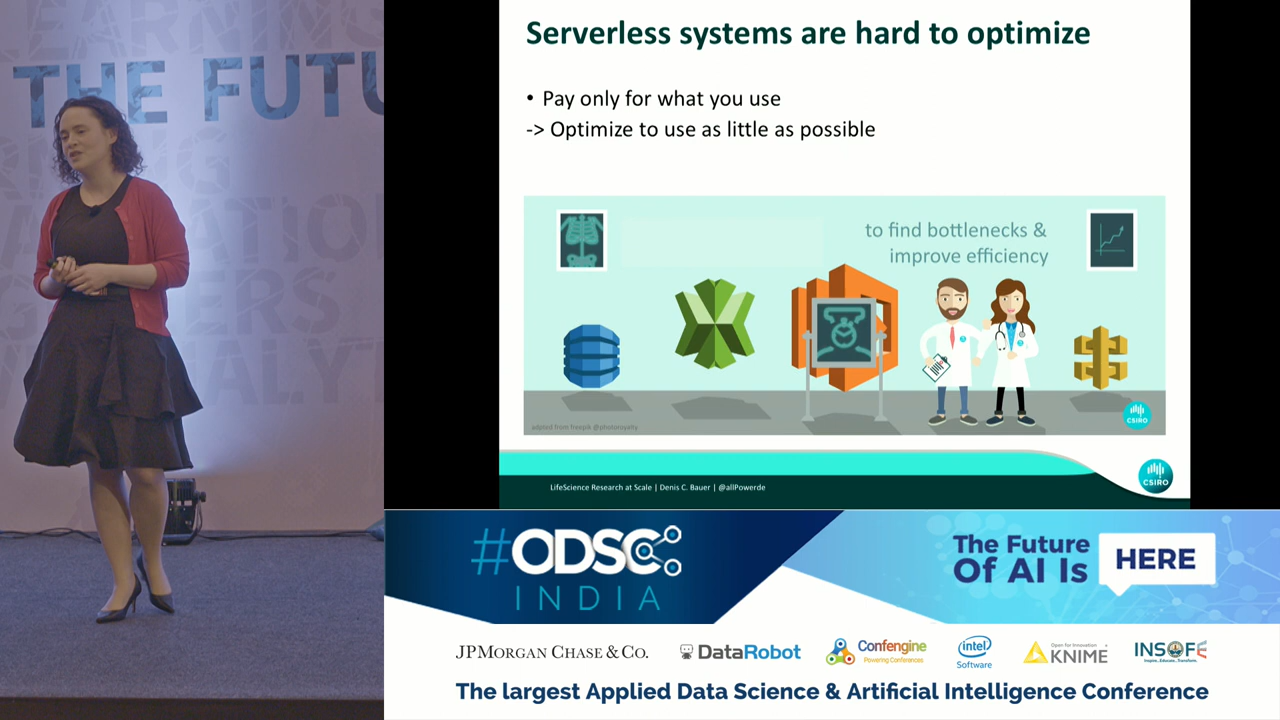 THE FUTU
Serverless systems are hard to optimize
• Pay only for what you use
-> Optimize to use as little as possible
to find bottlenecks &
improve efficiency
adpted from freepik @photoroyalty
CSIRO
LifeScience Research at Scale | Denis C. Bauer | @allPowerde
CSIRO
#ODSC
INDIA
The Future
Of AI Is
HERE
JPMORGAN CHASE & CO.
DataRobot
Confengine
Powering Conferences
intel
Software
Open for Innovation
KNIME
INSOFE
Inspire...Educate...Transform.
The largest Applied Data Science & Artificial Intelligence Conference